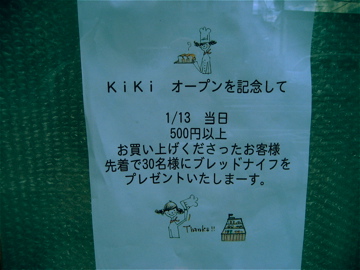 KiKi オープンを記念して
1/13 当日
500円以上
お買い上げくださったお客様
先着で30名様にブレッドナイフを
プレゼントいたしまーす。
Thanks!!